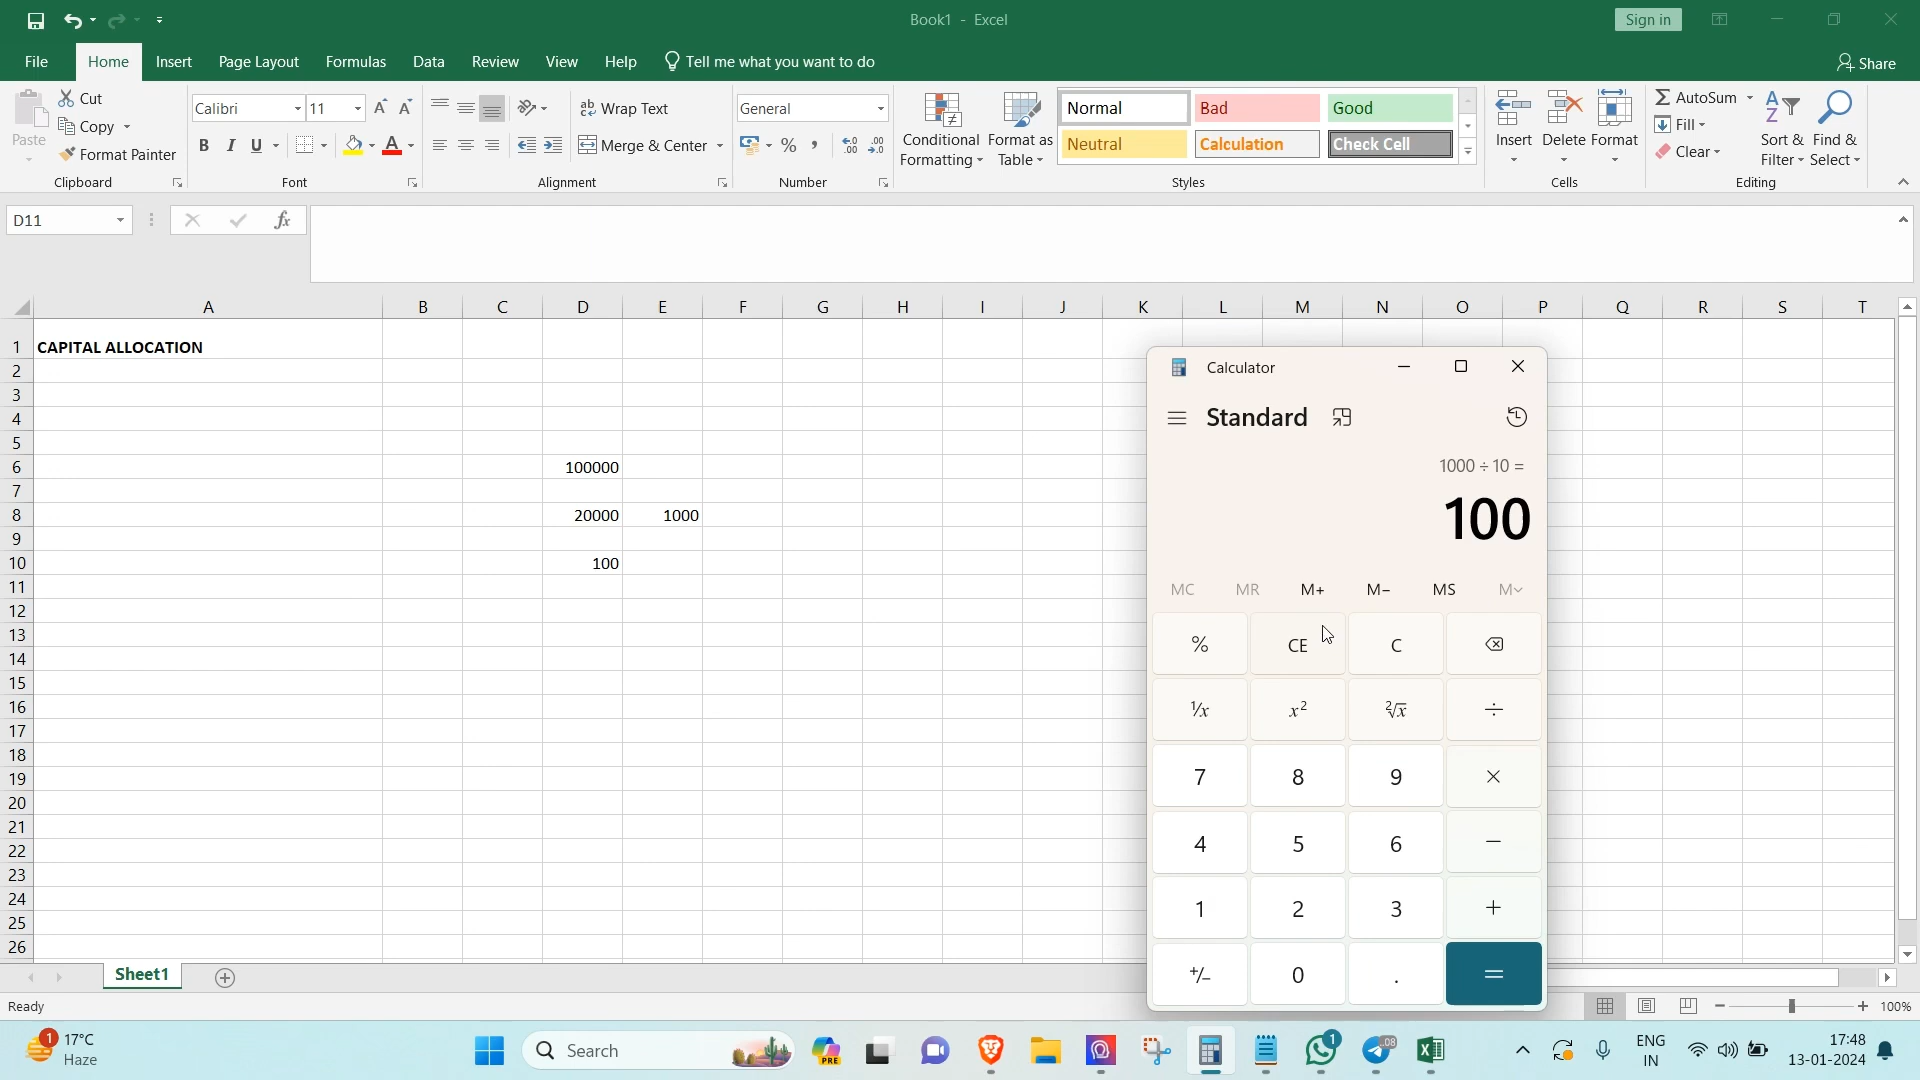 Book1 - Excel
Sign in
File Home Insert Page Layout Formulas Data Review View Help Tell me what you want to do
Share
Paste
Cut
Copy
Format Painter
Clipboard
Calibri 11
B I U
Font
Wrap Text
Merge & Center
Alignment
General
Number
Conditional Formatting
Format as Table
Normal Bad Good
Neutral Calculation Check Cell
Styles
Insert Delete Format
Cells
AutoSum
Fill
Clear
Sort & Filter
Find & Select
Editing
D11
fx
A B C D E F G H I J K L M N O P Q R S T
1 CAPITAL ALLOCATION
2
3
4
5
6 100000
7
8 20000 1000
9
10 100
11
12
13
14
15
16
17
18
19
20
21
22
23
24
25
26
Calculator
Standard
1000 ÷ 10 =
100
MC MR M+ M− MS M
% CE C
¹/x x² ²√x ÷
7 8 9 ×
4 5 6 −
1 2 3 +
+/− 0 . =
Sheet1
Ready
100%
1 17°C
Haze
Search
PRE
1
.08
ENG
IN
17:48
13-01-2024